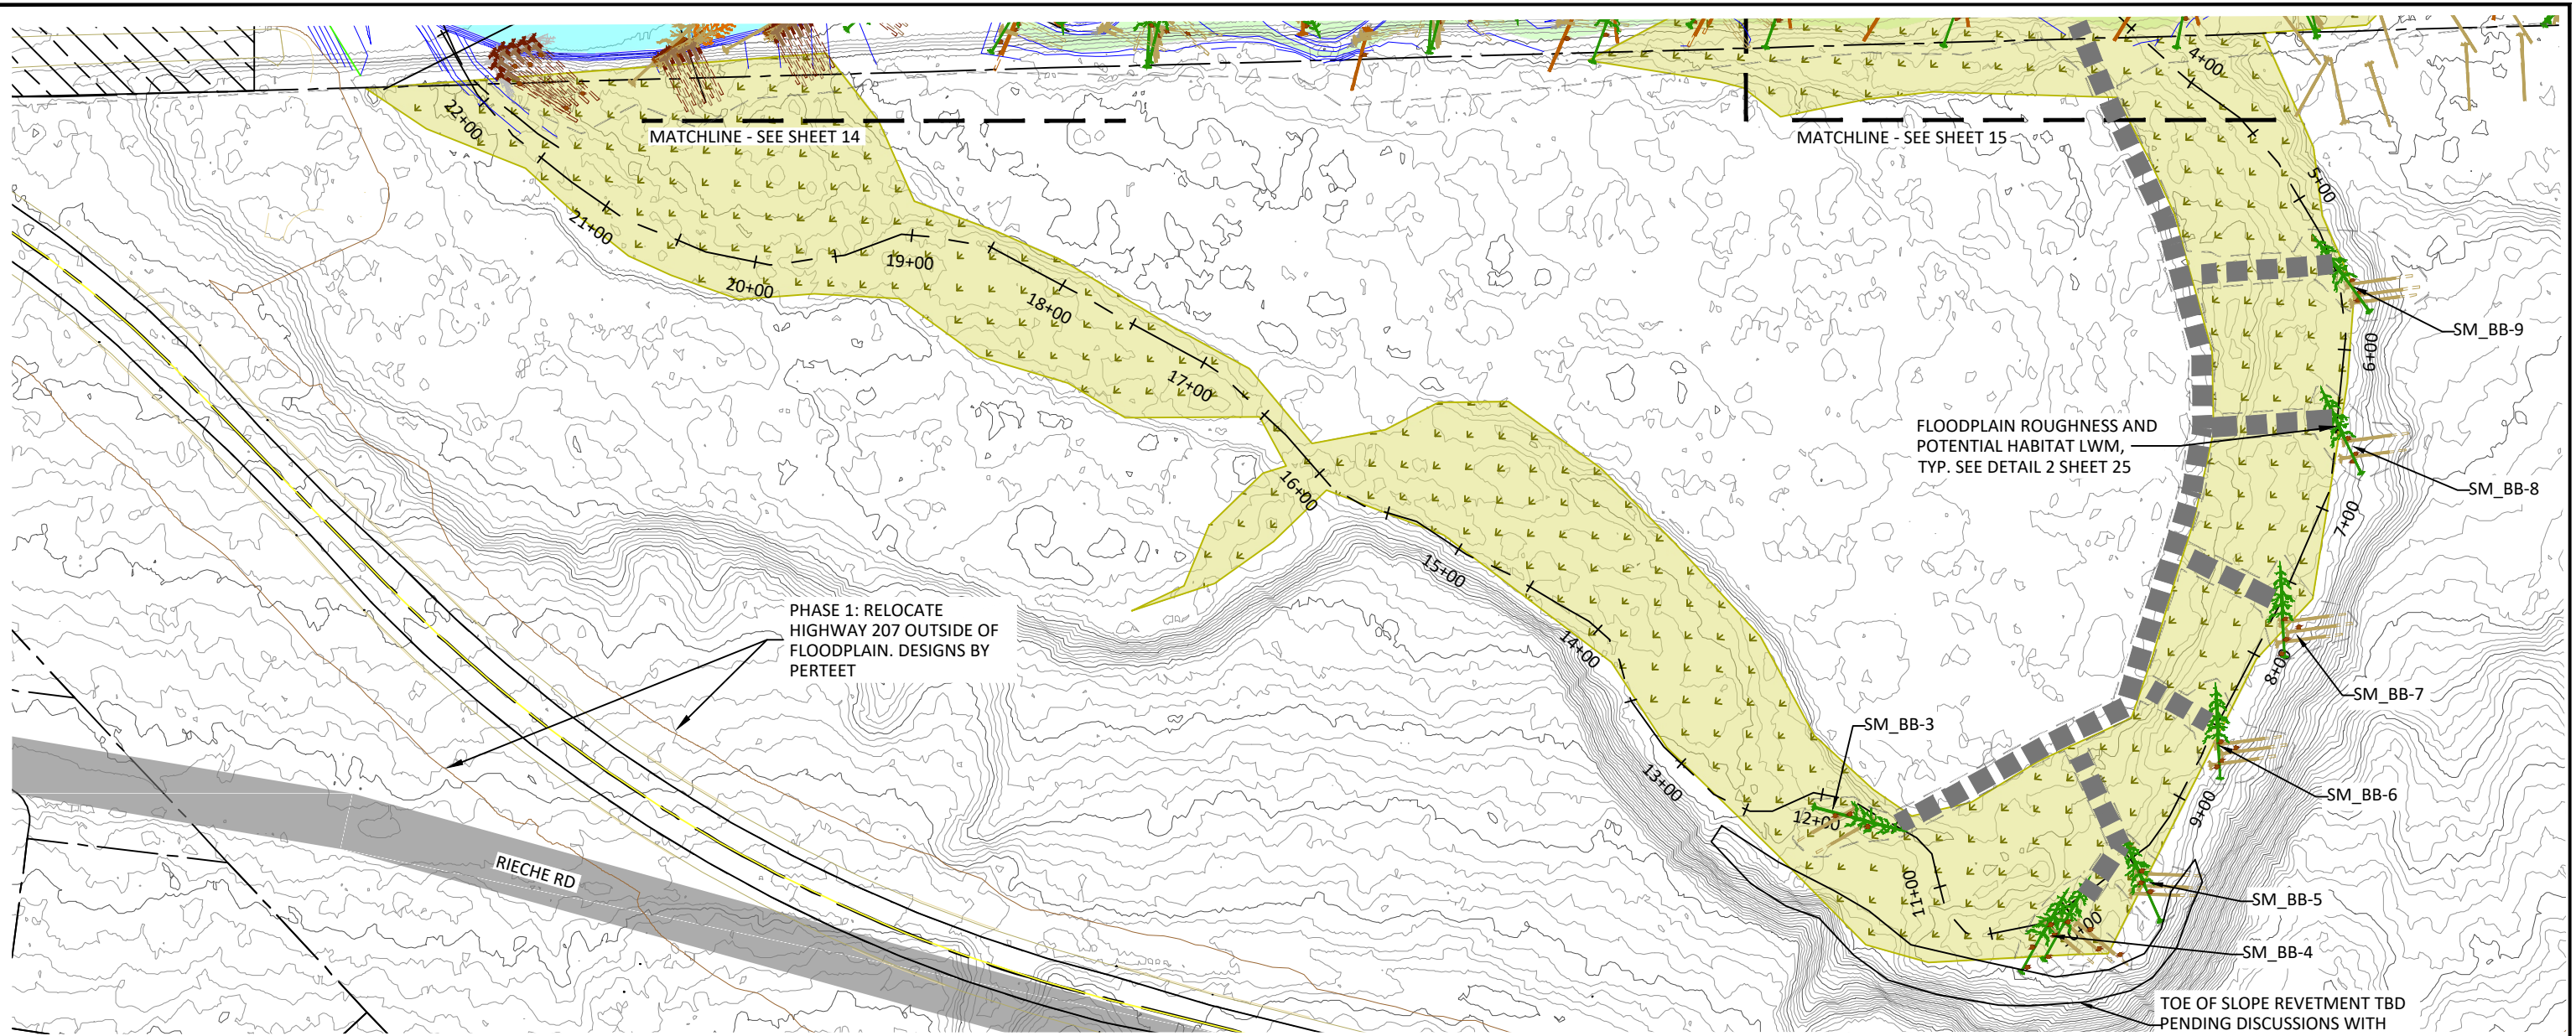 4+00
22+00
MATCHLINE - SEE SHEET 14
MATCHLINE - SEE SHEET 15
5+00
21+00
19+00
20+00
18+00
SM_BB-9
6+00
17+00
FLOODPLAIN ROUGHNESS AND
POTENTIAL HABITAT LWM,
TYP. SEE DETAIL 2 SHEET 25
16+00
SM_BB-8
7+00
15+00
PHASE 1: RELOCATE
HIGHWAY 207 OUTSIDE OF
FLOODPLAIN. DESIGNS BY
PERTEET
14+00
8+00
SM_BB-7
SM_BB-3
13+00
SM_BB-6
9+00
12+00
RIECHE RD
11+00
SM_BB-5
+00
SM_BB-4
TOE OF SLOPE REVETMENT TBD
PENDING DISCUSSIONS WITH